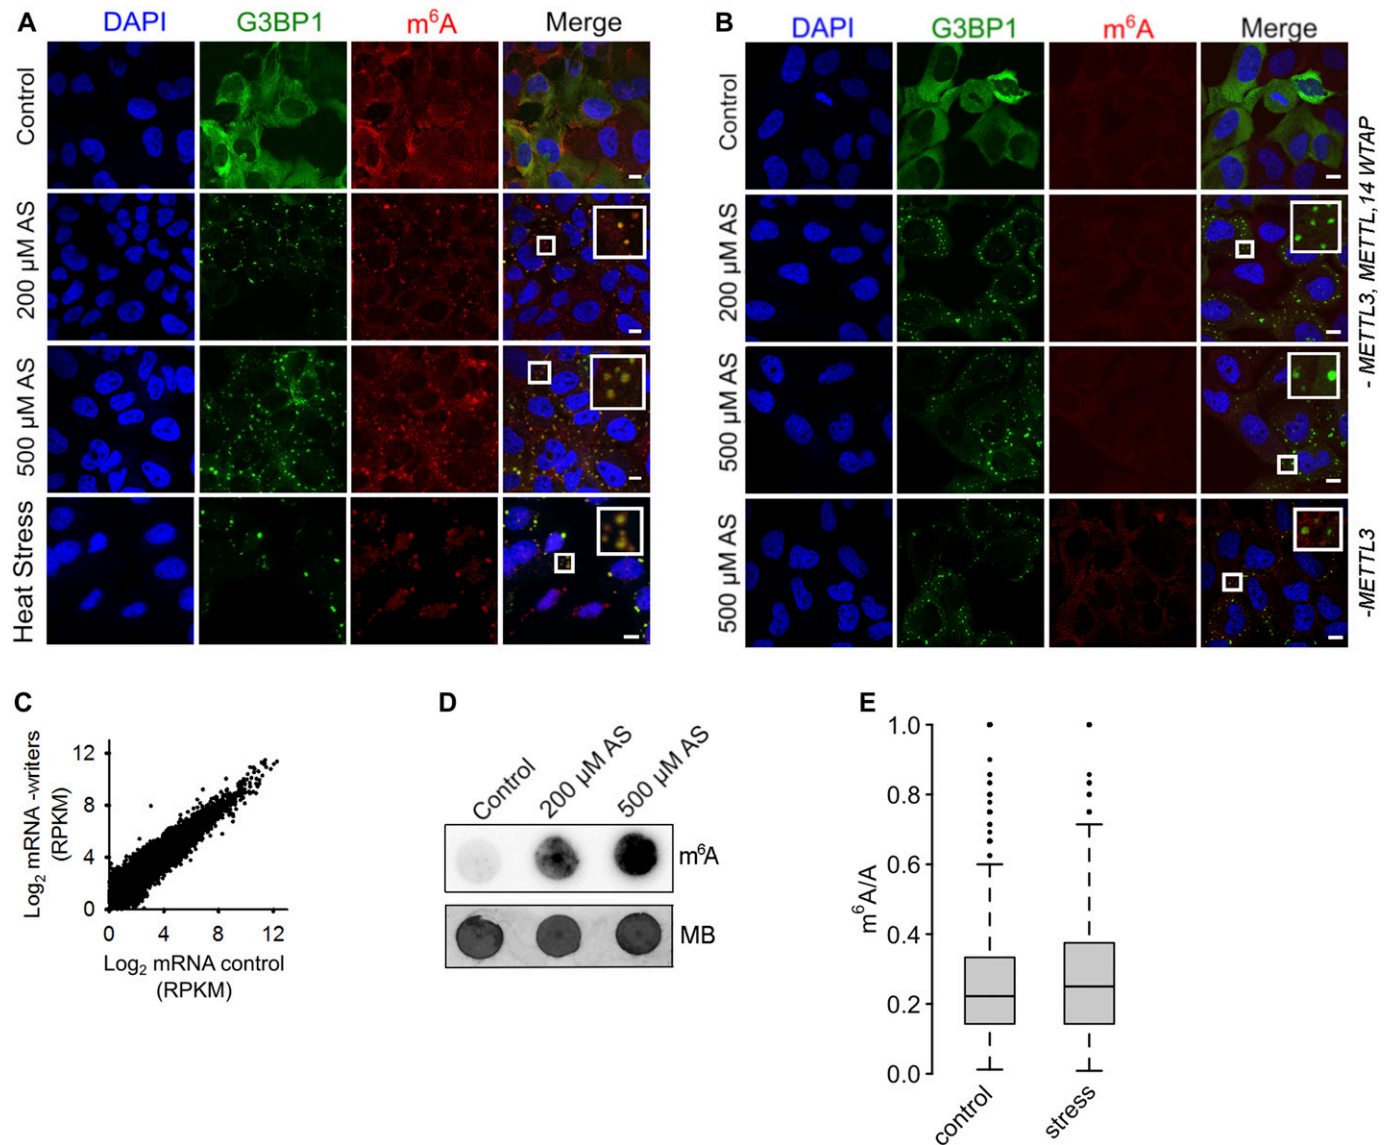 A
DAPI G3BP1 m⁶A Merge
Control
200 µM AS
500 µM AS
Heat Stress
B
DAPI G3BP1 m⁶A Merge
Control
200 µM AS
500 µM AS
500 µM AS
- METTL3, METTL,14 WTAP
-METTL3
C
Log₂ mRNA -writers
(RPKM)
12
8
4
0
0 4 8 12
Log₂ mRNA control
(RPKM)
D
Control 200 µM AS 500 µM AS
m⁶A
MB
E
m⁶A/A
1.0
0.8
0.6
0.4
0.2
0.0
control stress